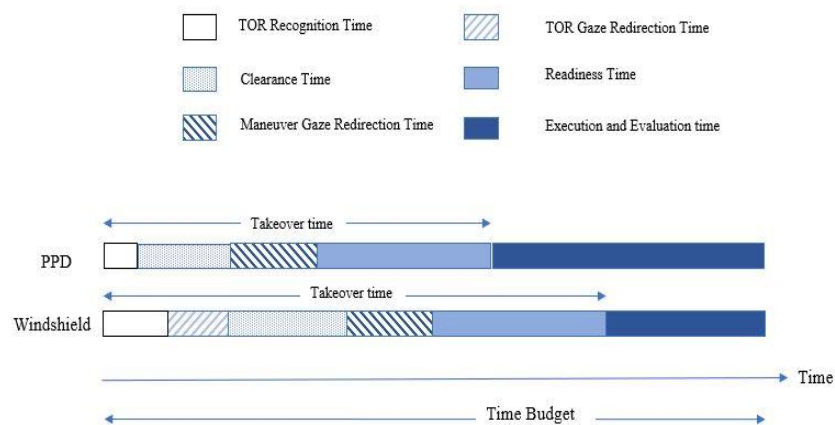 TOR Recognition Time
TOR Gaze Redirection Time
Clearance Time
Readiness Time
Maneuver Gaze Redirection Time
Execution and Evaluation time
Takeover time
PPD
Takeover time
Windshield
Time
Time Budget